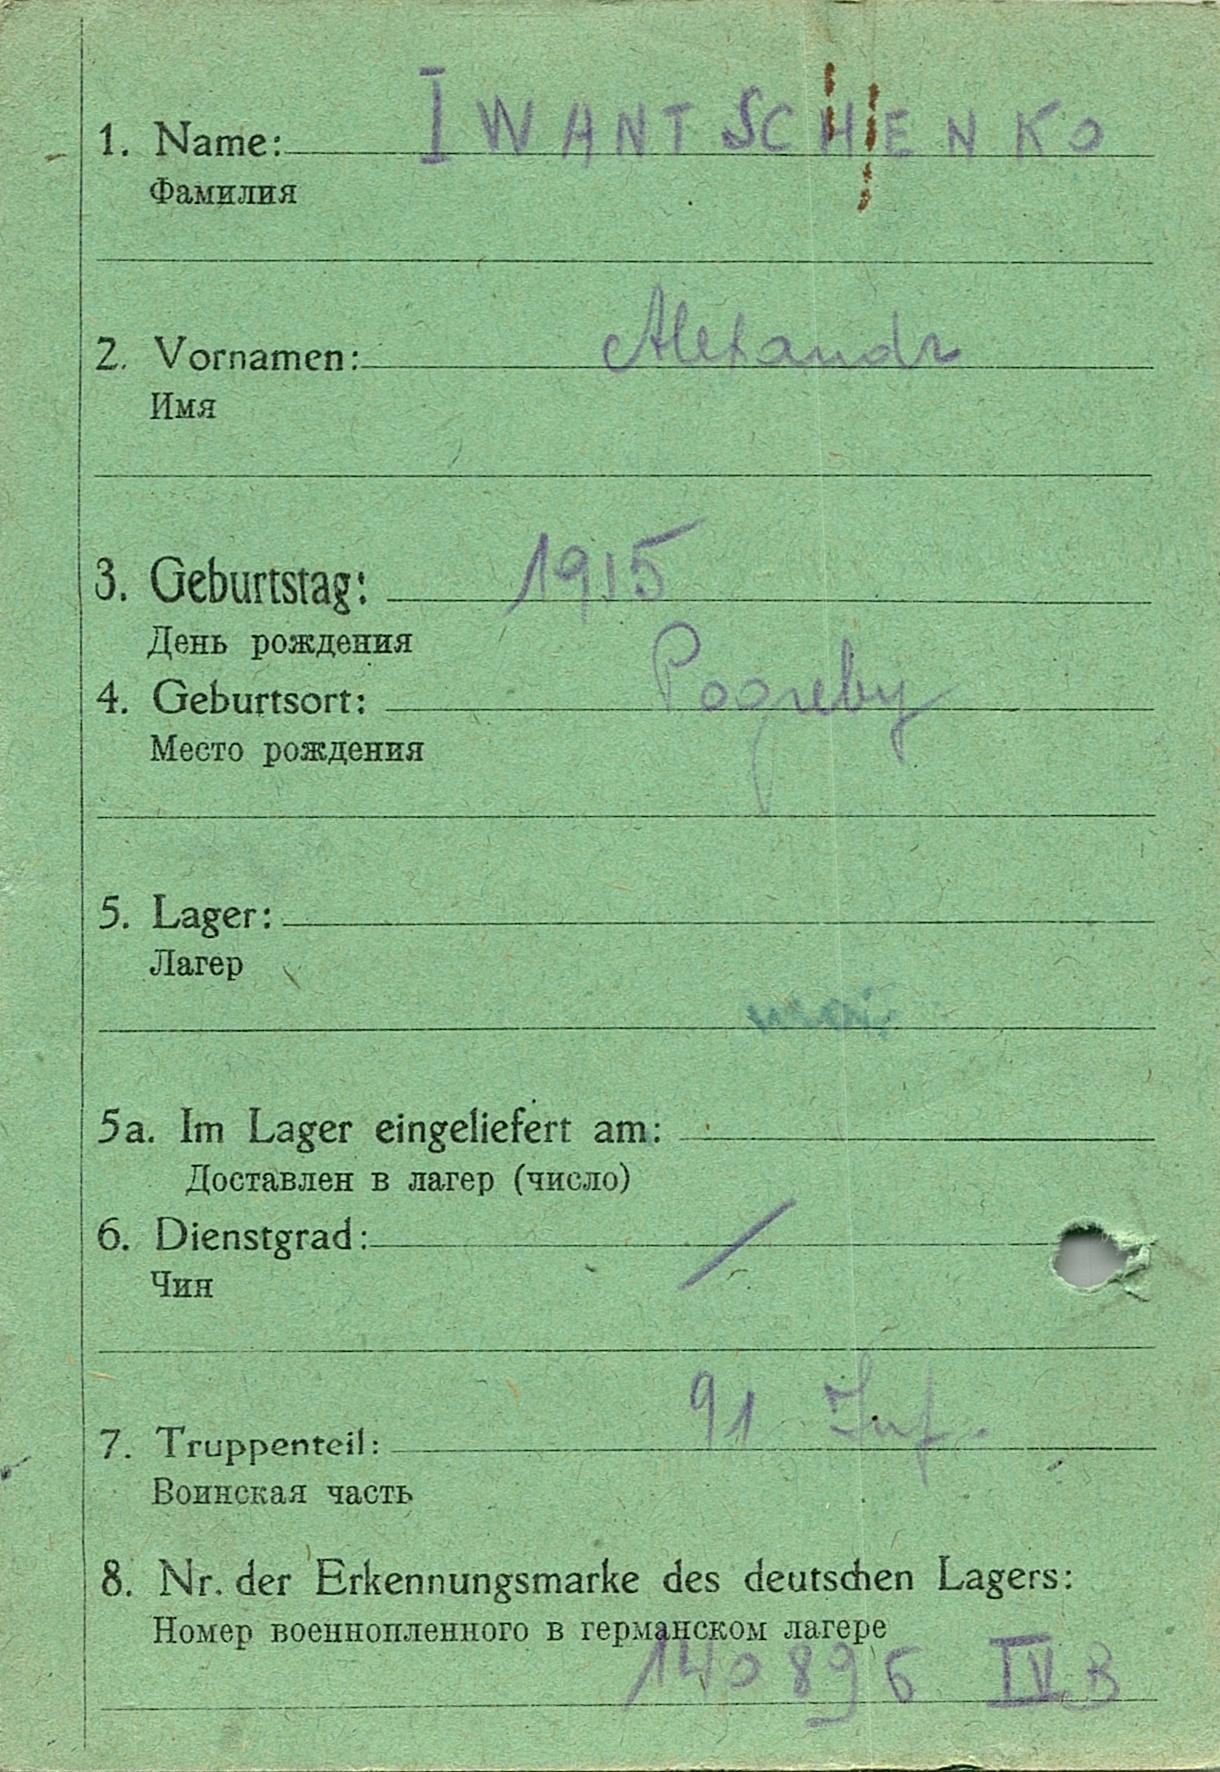 1. Name: IWANTSCHENKO
Фамилия
2. Vornamen: Alexandr
Имя
3. Geburtstag: 1915
День рождения
4. Geburtsort: Pogreby
Место рождения
5. Lager:
Лагер
5a. Im Lager eingeliefert am:
Доставлен в лагер (число)
6. Dienstgrad: /
Чин
7. Truppenteil: 91 Inf.
Воинская часть
8. Nr. der Erkennungsmarke des deutschen Lagers:
Номер военнопленного в германском лагере
140896 IVB